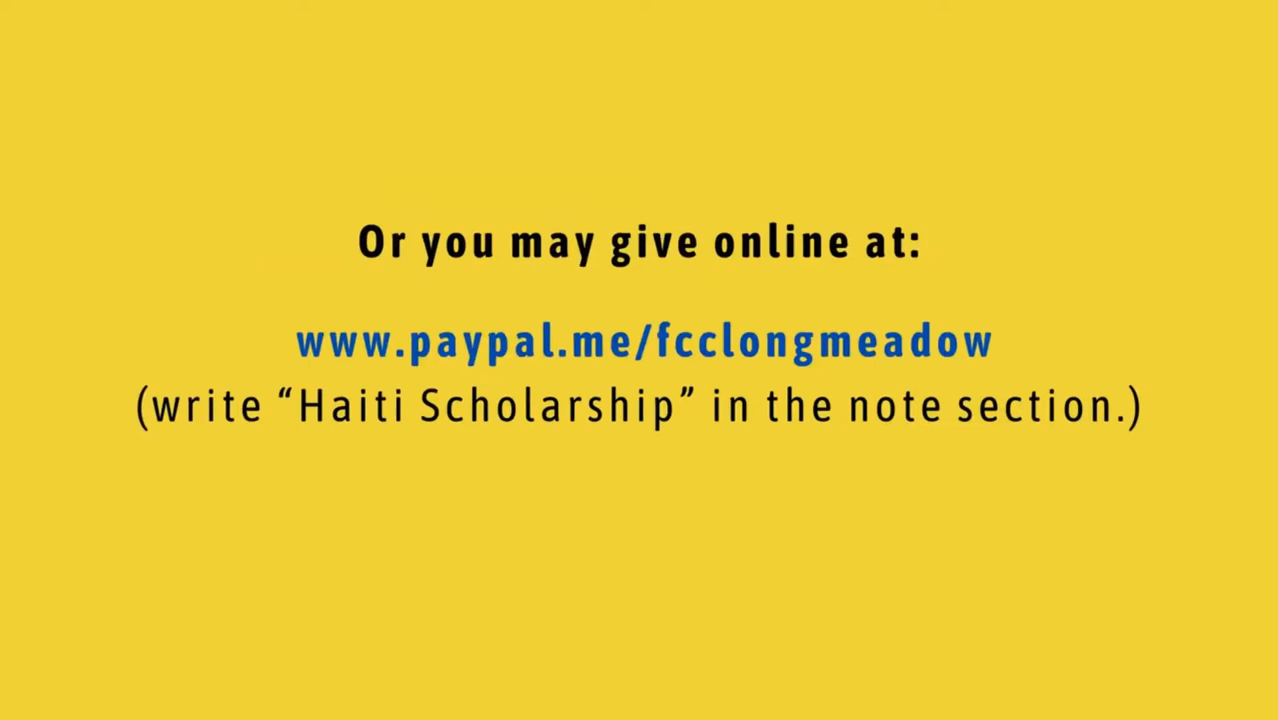 Or you may give online at:
www.paypal.me/fcclongmeadow
(write “Haiti Scholarship” in the note section.)